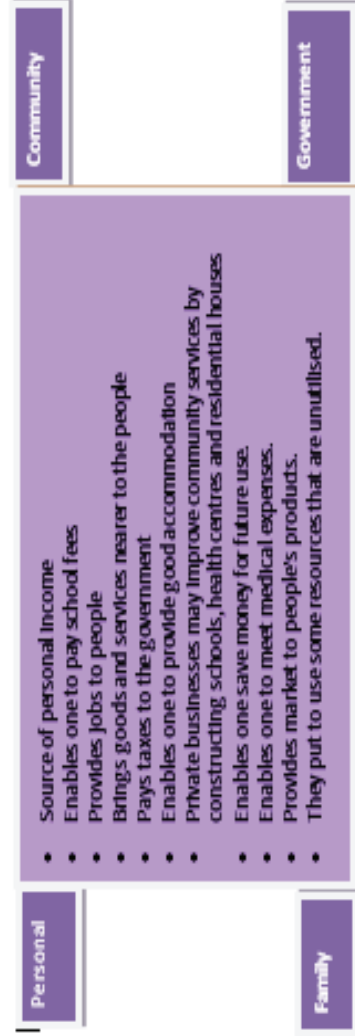 Personal
Community
• Source of personal income
• Enables one to pay school fees
• Provides jobs to people
• Brings goods and services nearer to the people
• Pays taxes to the government
• Enables one to provide good accommodation
• Private businesses may improve community services by
constructing schools, health centres and residential houses
• Enables one save money for future use.
• Enables one to meet medical expenses.
• Provides market to people's products.
• They put to use some resources that are unutilised.
Family
Government